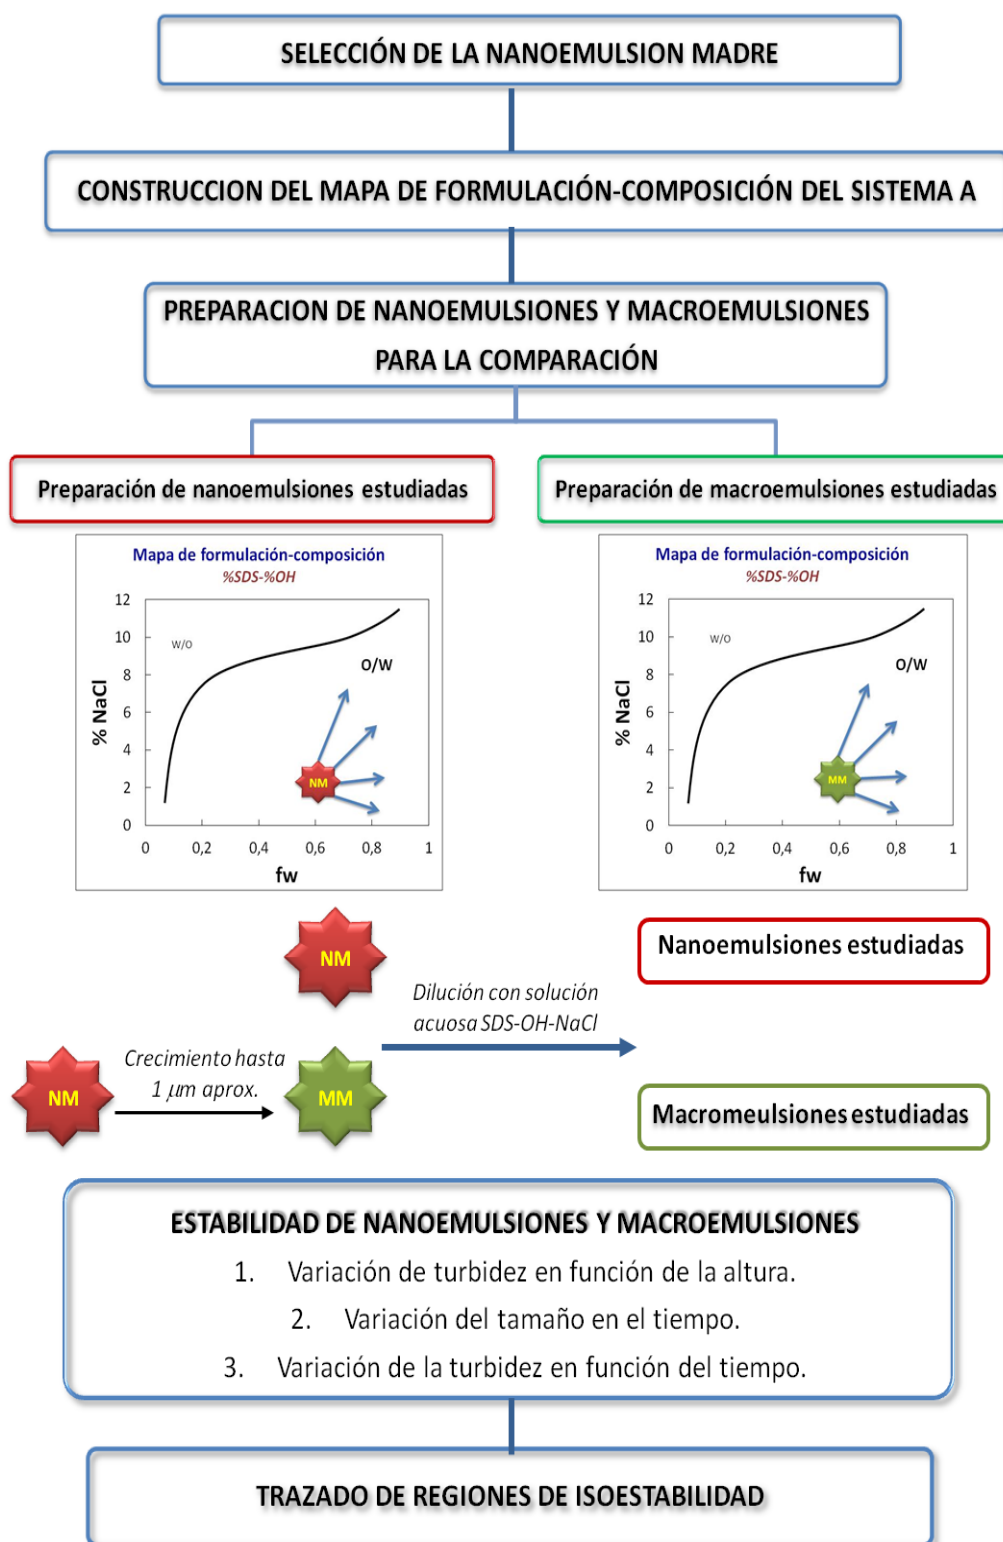 SELECCIÓN DE LA NANOEMULSION MADRE
CONSTRUCCION DEL MAPA DE FORMULACIÓN-COMPOSICIÓN DEL SISTEMA A
PREPARACION DE NANOEMULSIONES Y MACROEMULSIONES
PARA LA COMPARACIÓN
Preparación de nanoemulsiones estudiadas
Preparación de macroemulsiones estudiadas
Mapa de formulación-composición
%SDS-%OH
12
10
8
6
4
2
0
% NaCl
W/O
O/W
NM
0
0,2
0,4
0,6
0,8
1
fw
Mapa de formulación-composición
%SDS-%OH
12
10
8
6
4
2
0
% NaCl
W/O
O/W
MM
0
0,2
0,4
0,6
0,8
1
fw
NM
Dilución con solución
acuosa SDS-OH-NaCl
Nanoemulsiones estudiadas
NM
Crecimiento hasta
1 μm aprox.
MM
Macromeulsiones estudiadas
ESTABILIDAD DE NANOEMULSIONES Y MACROEMULSIONES
1. Variación de turbidez en función de la altura.
2. Variación del tamaño en el tiempo.
3. Variación de la turbidez en función del tiempo.
TRAZADO DE REGIONES DE ISOESTABILIDAD